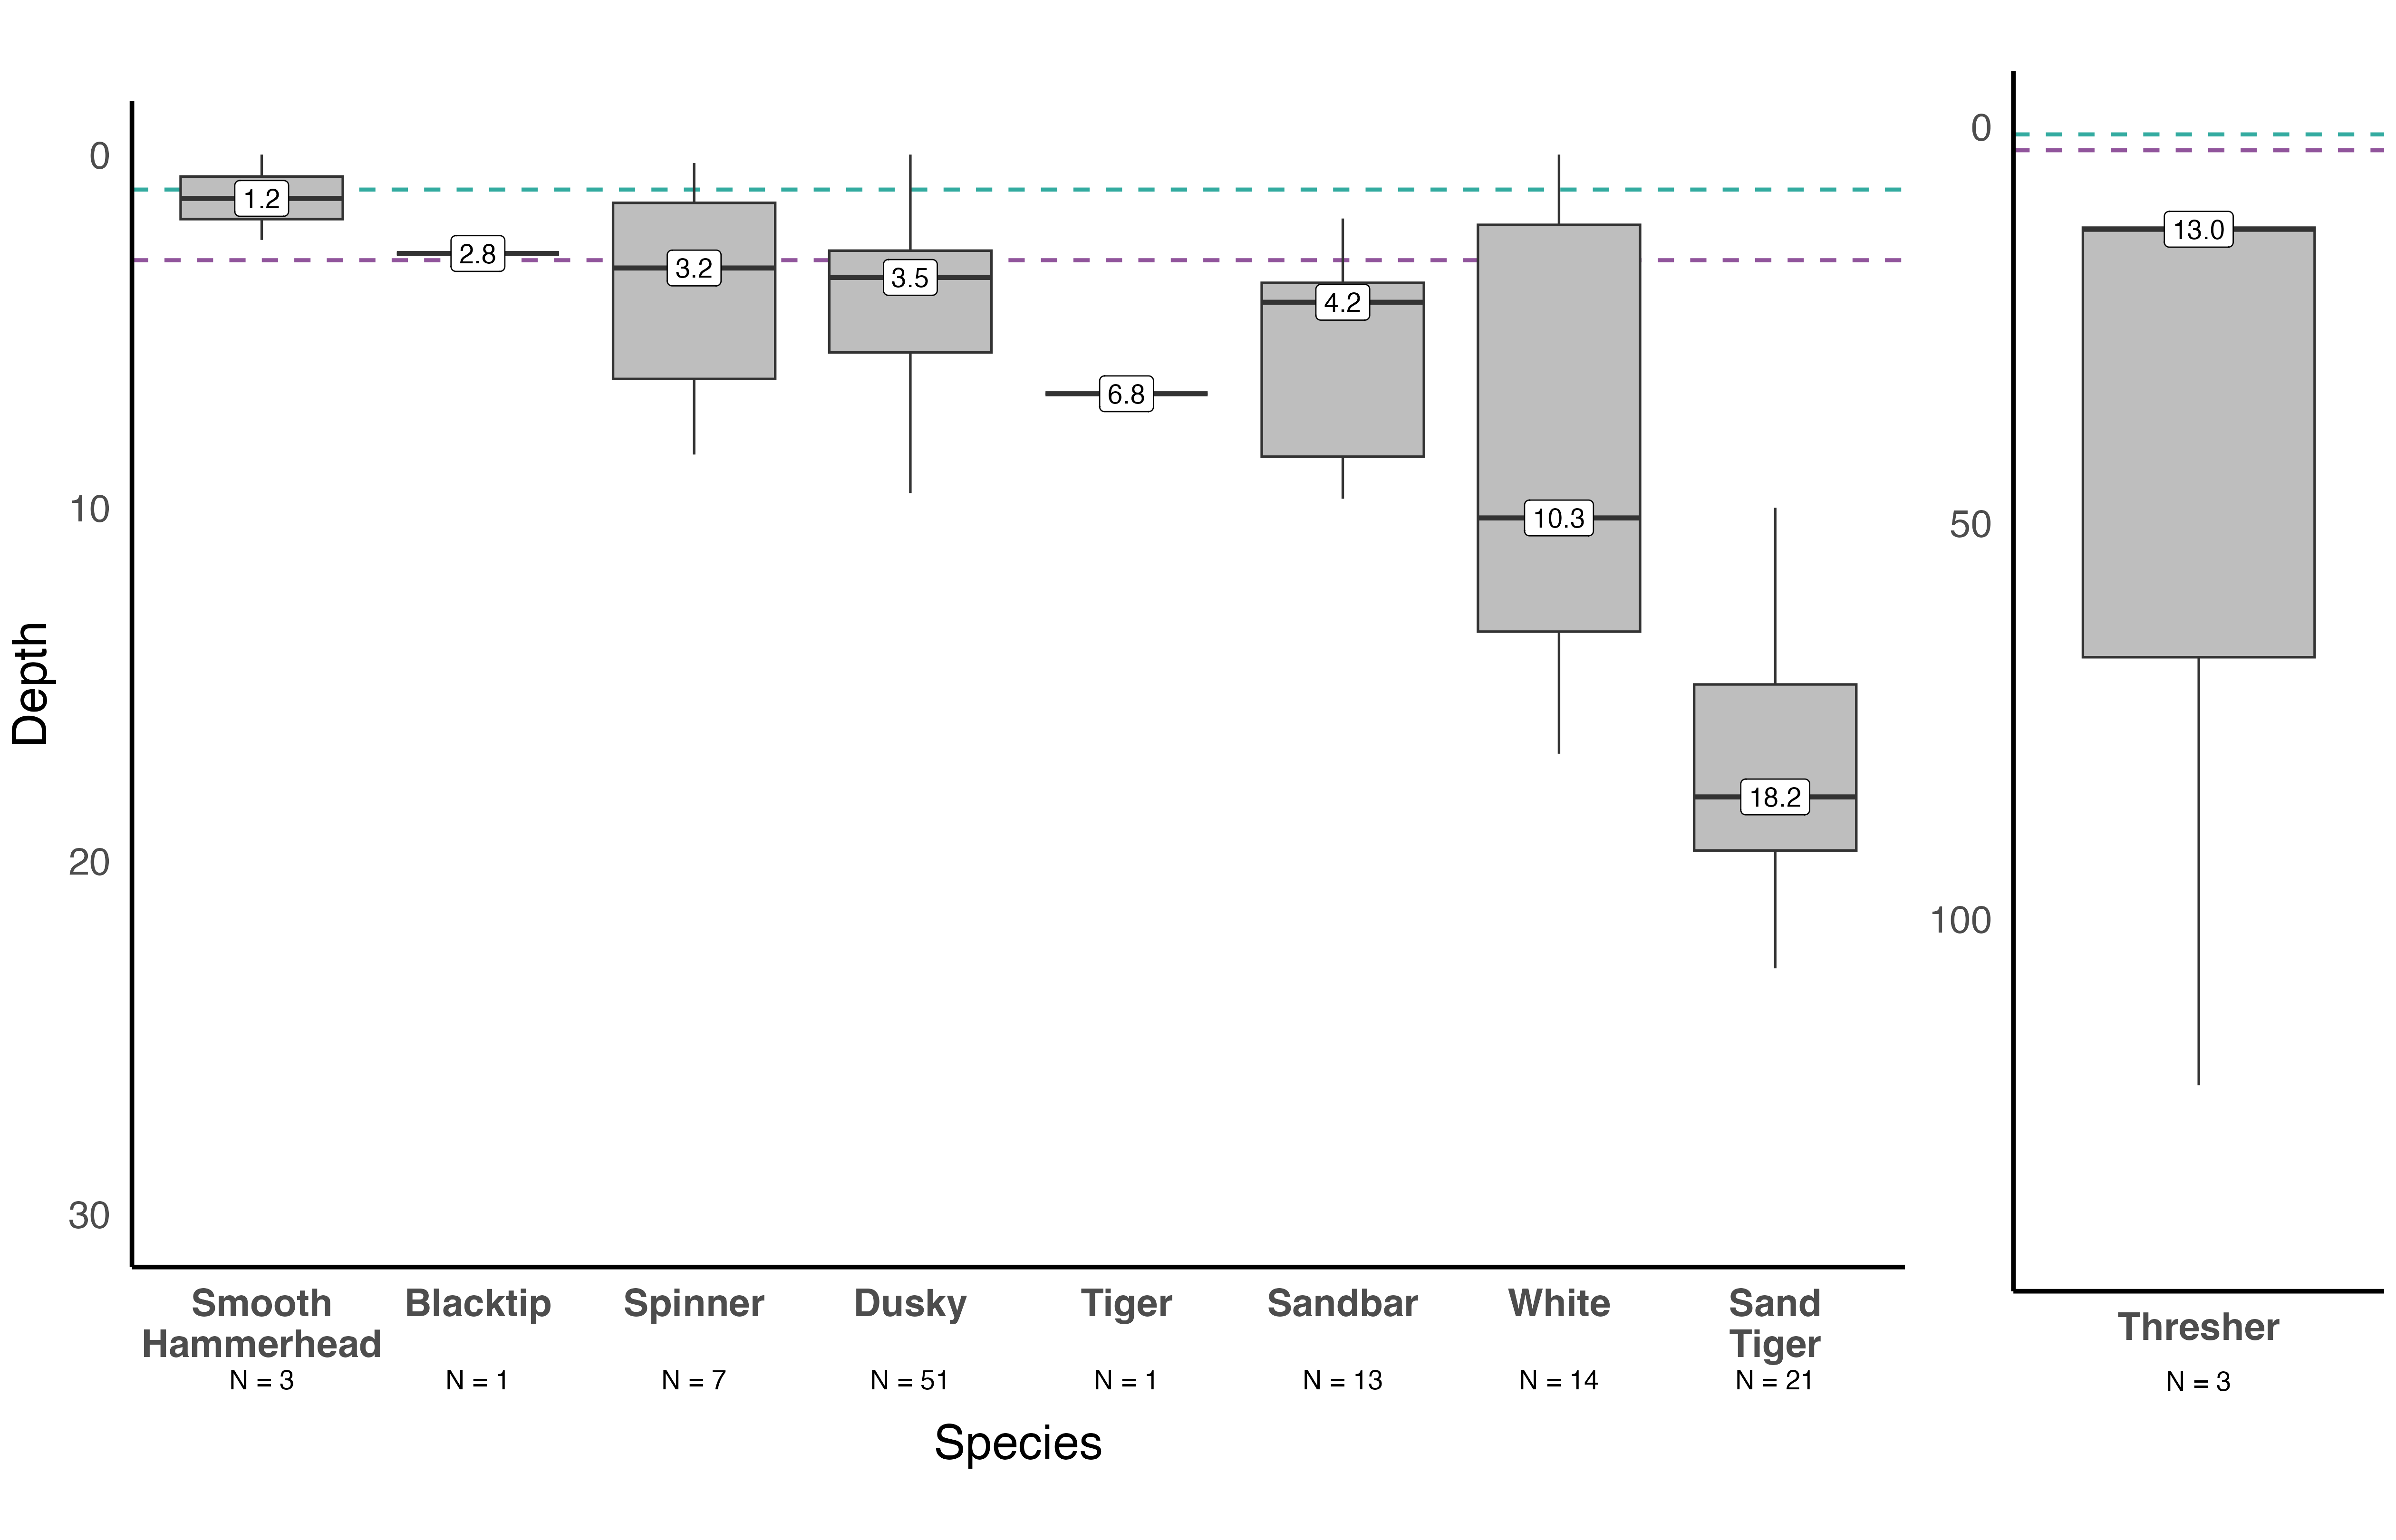 0
10
20
30
Depth
1.2
2.8
3.2
3.5
6.8
4.2
10.3
18.2
Smooth
Hammerhead
N = 3
Blacktip
N = 1
Spinner
N = 7
Dusky
N = 51
Tiger
N = 1
Sandbar
N = 13
White
N = 14
Sand
Tiger
N = 21
Species
0
50
100
13.0
Thresher
N = 3